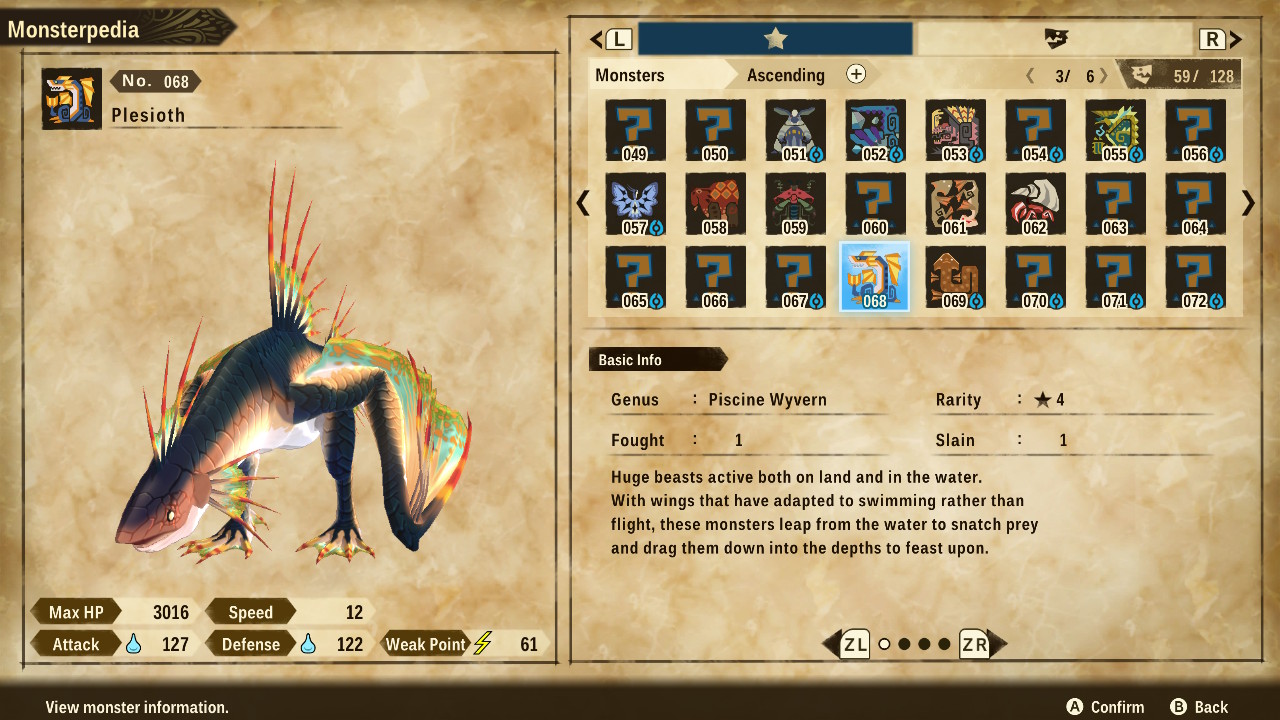 Monsterpedia
No. 068
Plesioth
Max HP 3016 Speed 12
Attack 127 Defense 122 Weak Point 61
L R
Monsters Ascending + 3/ 6 59/ 128
049 050 051 052 053 054 055 056
057 058 059 060 061 062 063 064
065 066 067 068 069 070 071 072
Basic Info
Genus : Piscine Wyvern Rarity : ★ 4
Fought : 1 Slain : 1
Huge beasts active both on land and in the water.
With wings that have adapted to swimming rather than
flight, these monsters leap from the water to snatch prey
and drag them down into the depths to feast upon.
ZL ZR
View monster information. A Confirm B Back